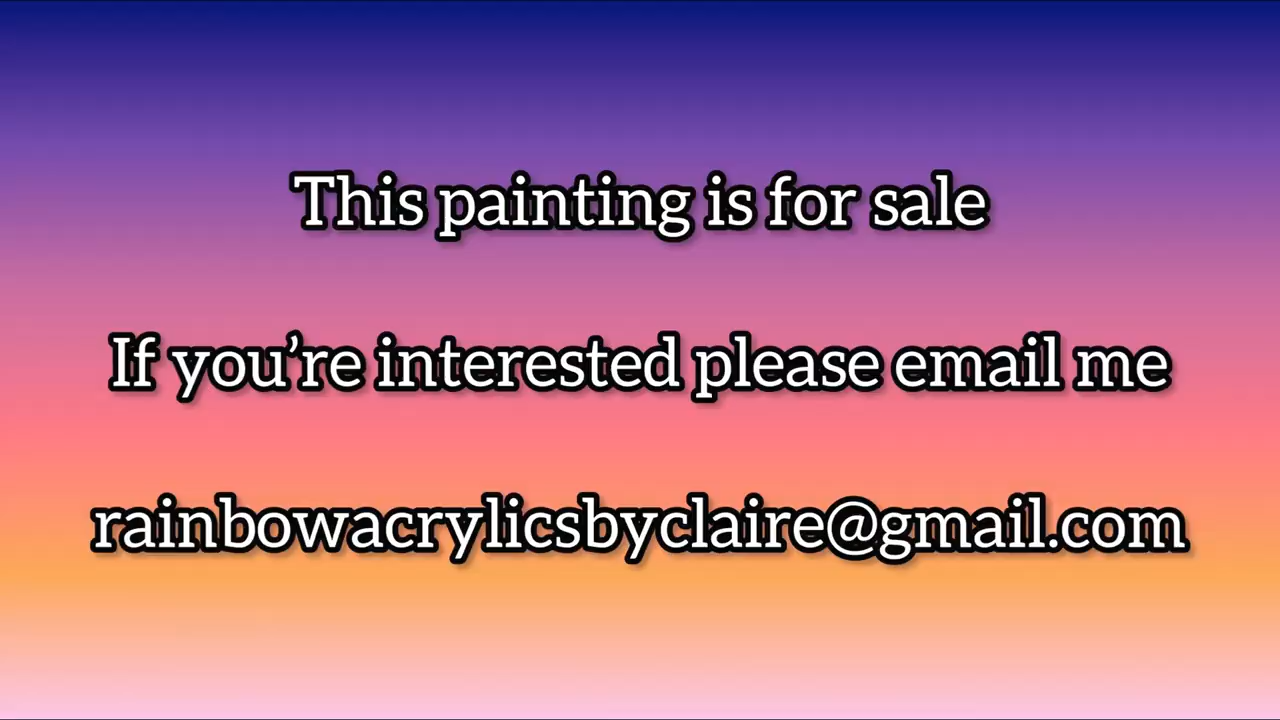 This painting is for sale
If you’re interested please email me
rainbowacrylicsbyclaire@gmail.com